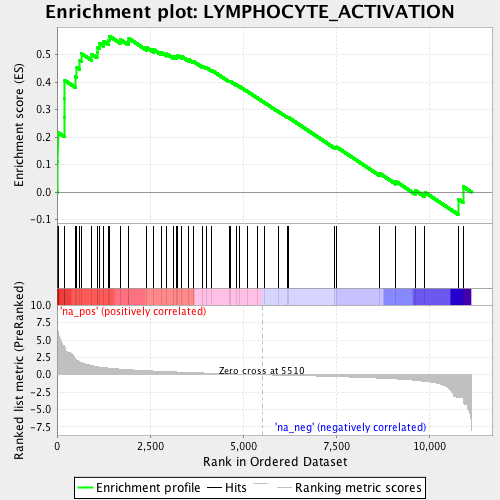 Enrichment plot: LYMPHOCYTE_ACTIVATION
Enrichment score (ES)
0.5
0.4
0.3
0.2
0.1
0.0
-0.1
'na_pos' (positively correlated)
Ranked list metric (PreRanked)
10.0
7.5
5.0
2.5
0.0
-2.5
-5.0
-7.5
Zero cross at 5510
'na_neg' (negatively correlated)
0
2,500
5,000
7,500
10,000
Rank in Ordered Dataset
Enrichment profile
Hits
Ranking metric scores